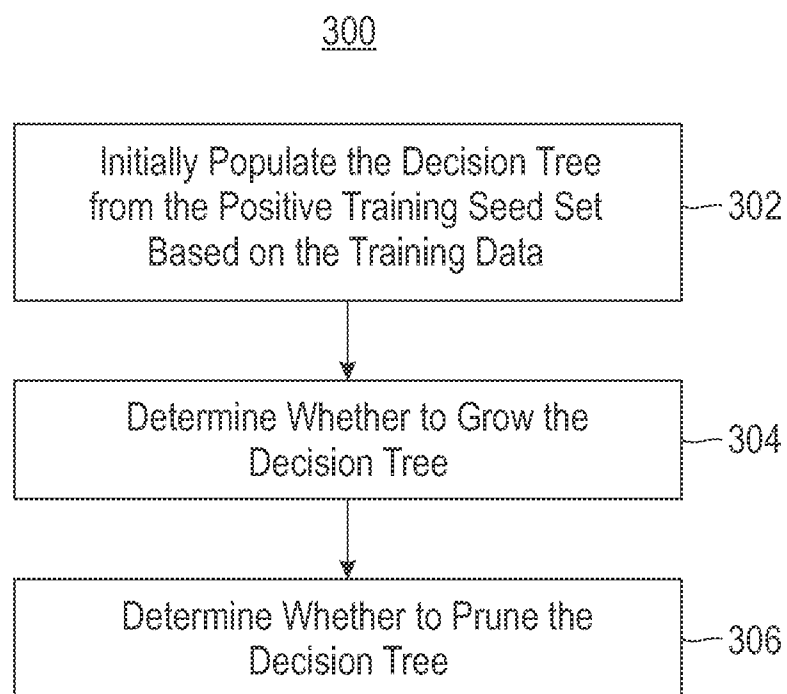 300
Initially Populate the Decision Tree
from the Positive Training Seed Set
Based on the Training Data
302
Determine Whether to Grow the
Decision Tree
304
Determine Whether to Prune the
Decision Tree
306